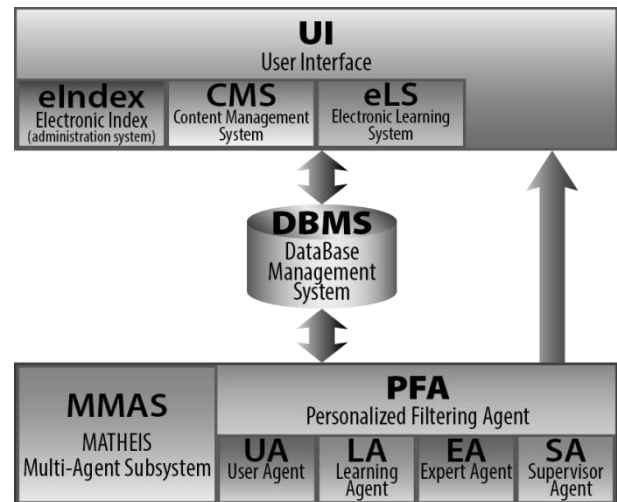 UI
User Interface
eIndex
Electronic Index
(administration system)
CMS
Content Management
System
eLS
Electronic Learning
System
DBMS
DataBase
Management
System
MMAS
MATHEIS
Multi-Agent Subsystem
PFA
Personalized Filtering Agent
UA
User Agent
LA
Learning
Agent
EA
Expert Agent
SA
Supervisor
Agent